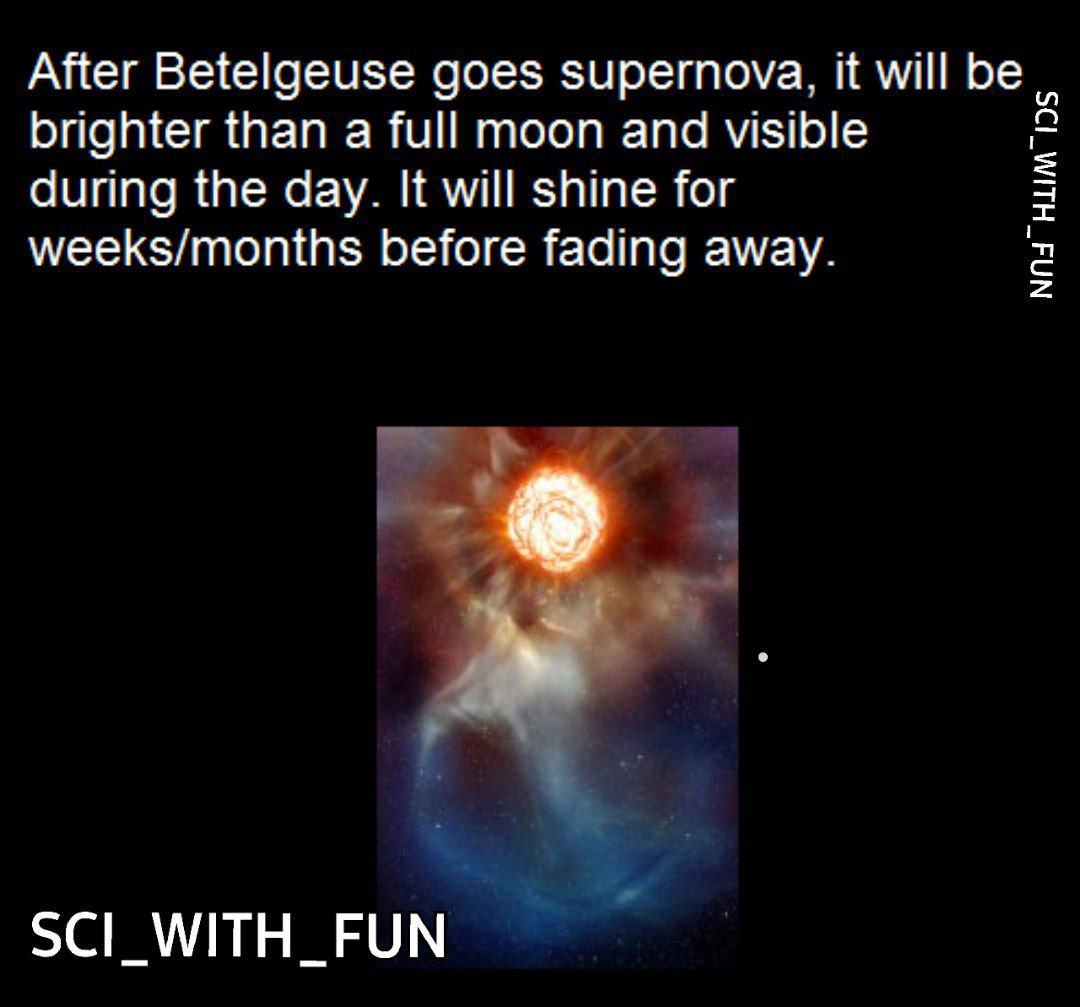 After Betelgeuse goes supernova, it will be
brighter than a full moon and visible
during the day. It will shine for
weeks/months before fading away.
SCI_WITH_FUN
SCI_WITH_FUN